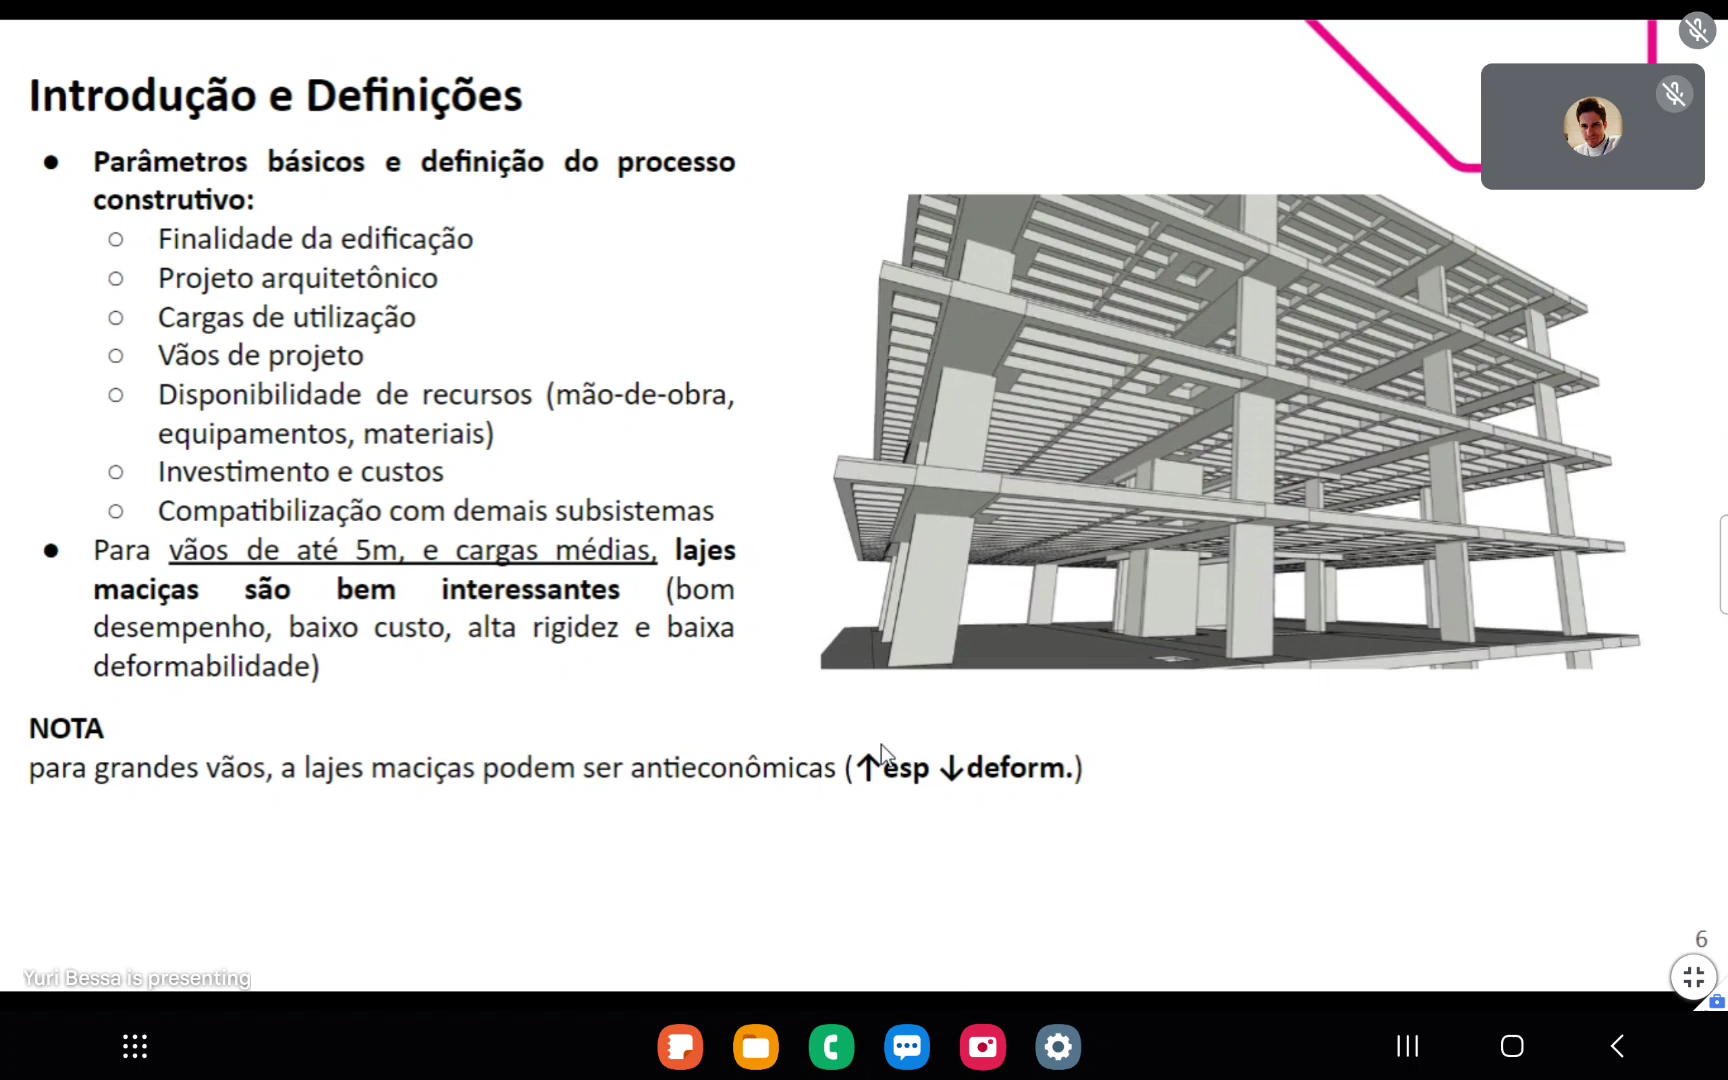 Introdução e Definições
● Parâmetros básicos e definição do processo
construtivo:
○ Finalidade da edificação
○ Projeto arquitetônico
○ Cargas de utilização
○ Vãos de projeto
○ Disponibilidade de recursos (mão-de-obra,
equipamentos, materiais)
○ Investimento e custos
○ Compatibilização com demais subsistemas
● Para vãos de até 5m, e cargas médias, lajes
maciças são bem interessantes (bom
desempenho, baixo custo, alta rigidez e baixa
deformabilidade)
NOTA
para grandes vãos, a lajes maciças podem ser antieconômicas (↑esp ↓deform.)
6
Yuri Bessa is presenting